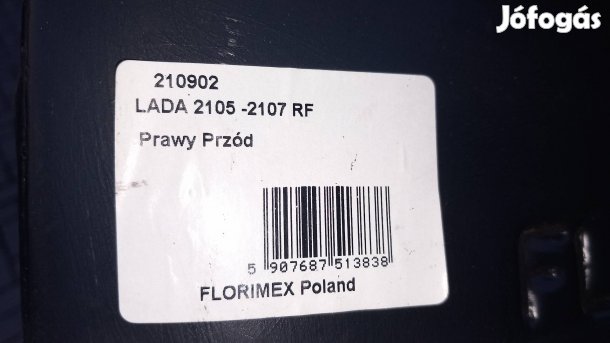 Jófogás
210902
LADA 2105 -2107 RF
Prawy Przód
5 907687 513838
FLORIMEX Poland